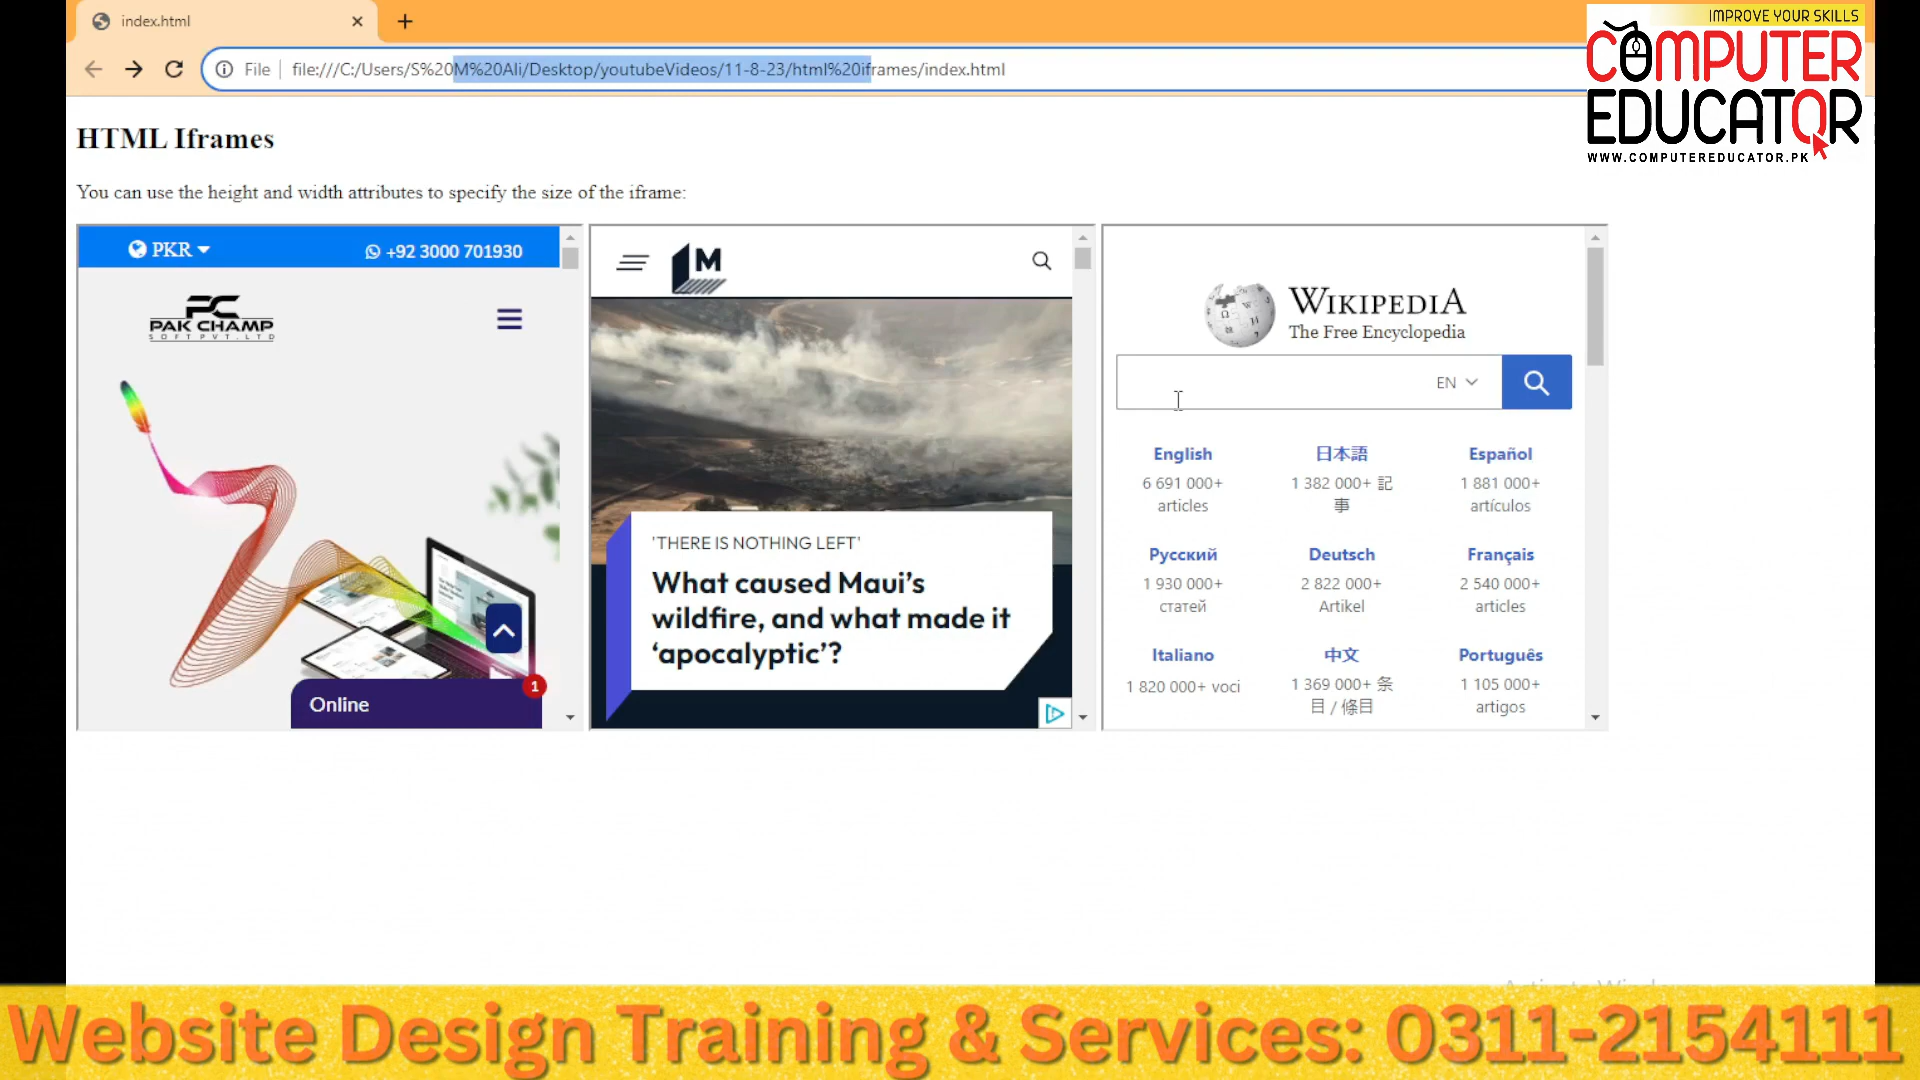 index.html
IMPROVE YOUR SKILLS
COMPUTER
EDUCATOR
WWW.COMPUTEREDUCATOR.PK
File
file:///C:/Users/S%20M%20Ali/Desktop/youtubeVideos/11-8-23/html%20iframes/index.html
HTML Iframes
You can use the height and width attributes to specify the size of the iframe:
PKR
+92 3000 701930
PC
PAK CHAMP
SOFT PVT. LTD
Online
1
M
'THERE IS NOTHING LEFT'
What caused Maui's
wildfire, and what made it
'apocalyptic'?
WIKIPEDIA
The Free Encyclopedia
EN
English
6 691 000+
articles
日本語
1 382 000+ 記
事
Español
1 881 000+
artículos
Русский
1 930 000+
статей
Deutsch
2 822 000+
Artikel
Français
2 540 000+
articles
Italiano
1 820 000+ voci
中文
1 369 000+ 条
目 / 條目
Português
1 105 000+
artigos
Website Design Training & Services: 0311-2154111